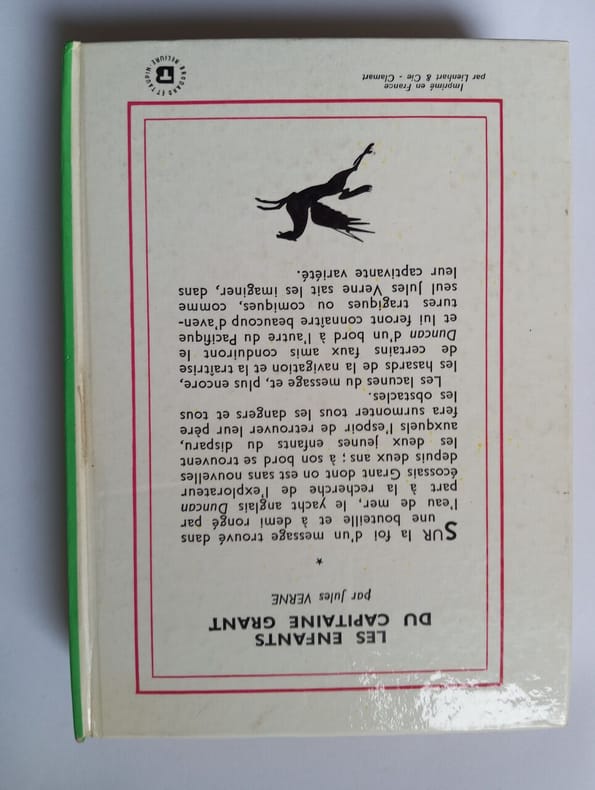 LES ENFANTS
DU CAPITAINE GRANT
par Jules VERNE
★
SUR la foi d'un message trouvé dans
une bouteille et à demi rongé par
l'eau de mer, le yacht anglais Duncan
part à la recherche de l'explorateur
écossais Grant dont on est sans nouvelles
depuis deux ans ; à son bord se trouvent
les deux jeunes enfants du disparu,
auxquels l'espoir de retrouver leur père
fera surmonter tous les dangers et tous
les obstacles.
Les lacunes du message et, plus encore,
les hasards de la navigation et la traîtrise
de certains faux amis conduiront le
Duncan d'un bord à l'autre du Pacifique
et lui feront connaître beaucoup d'aven-
tures tragiques ou comiques, comme
seul Jules Verne sait les imaginer, dans
leur captivante variété.
Imprimé en France
par Lienhart & Cie - Clamart
BRODARD ET TAUPIN
RELIURE
BT